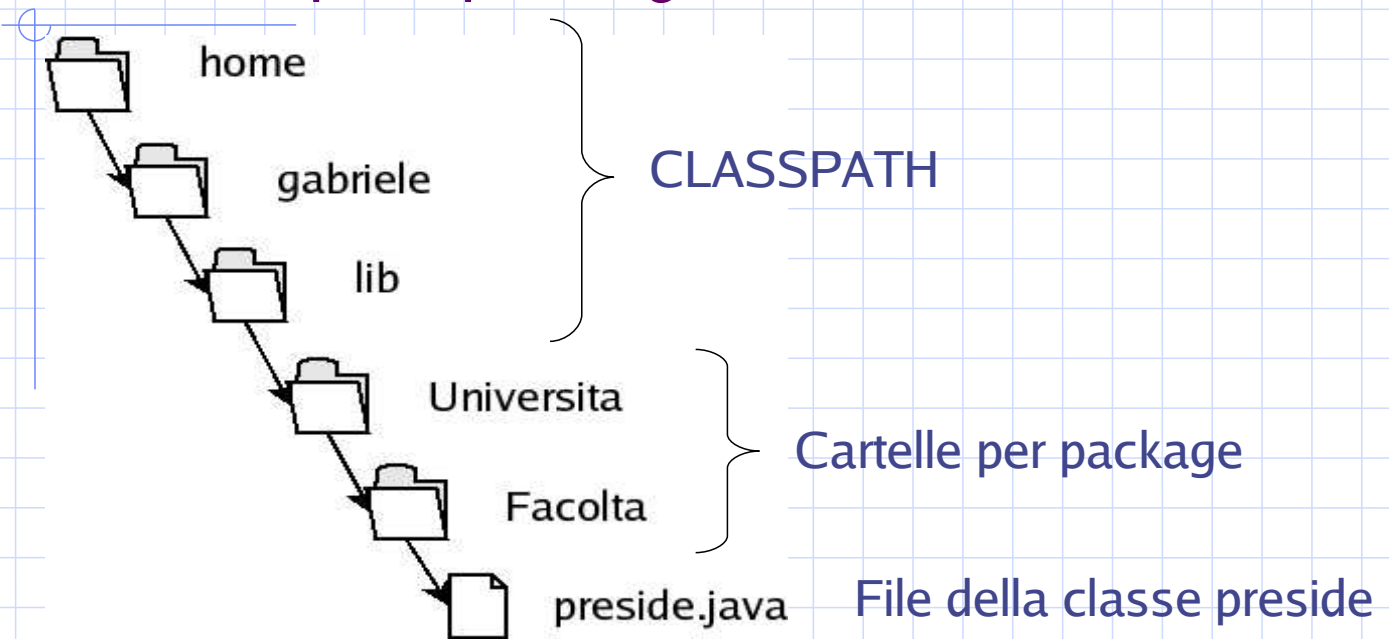 home
gabriele
CLASSPATH
lib
Universita
Cartelle per package
Facolta
preside.java
File della classe preside